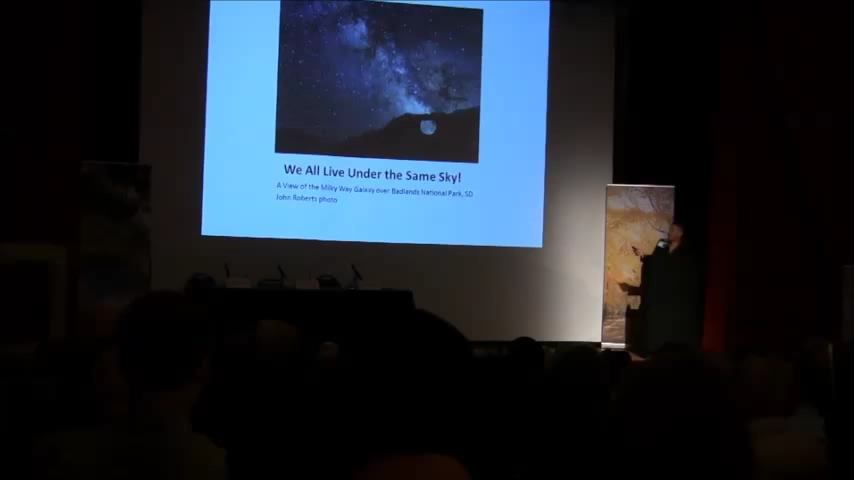 We All Live Under the Same Sky!
A View of the Milky Way Galaxy over Badlands National Park, SD
John Roberts photo